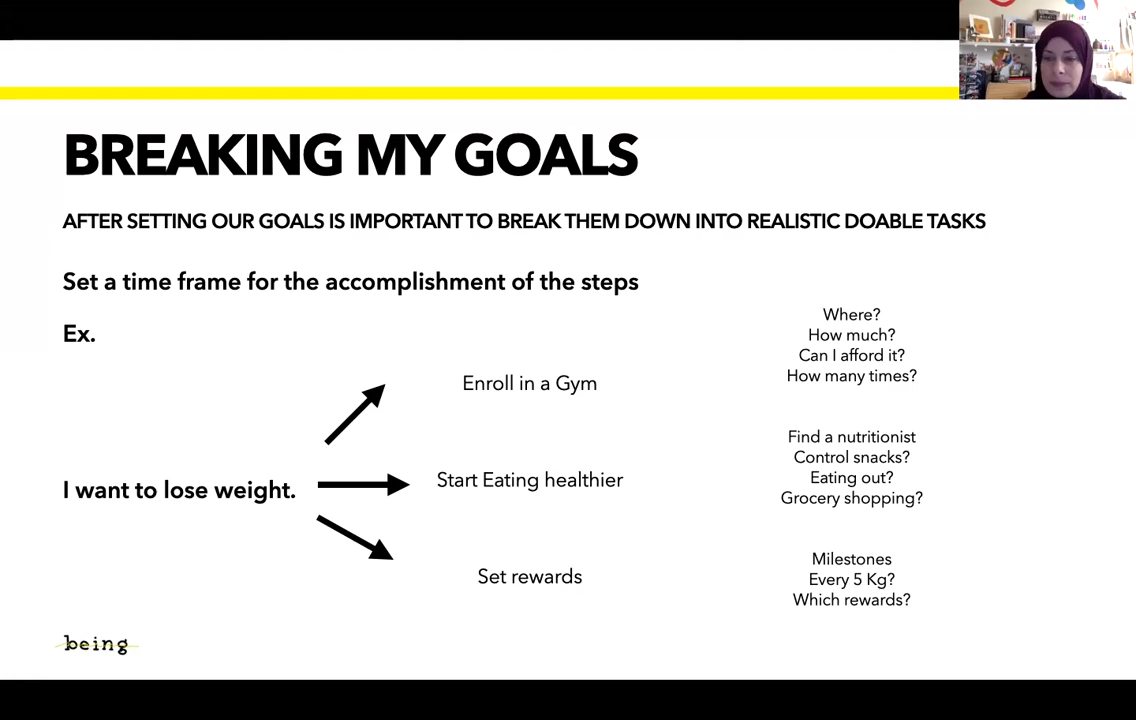 BREAKING MY GOALS
AFTER SETTING OUR GOALS IS IMPORTANT TO BREAK THEM DOWN INTO REALISTIC DOABLE TASKS
Set a time frame for the accomplishment of the steps
Ex.
I want to lose weight.
Enroll in a Gym
Where?
How much?
Can I afford it?
How many times?
Start Eating healthier
Find a nutritionist
Control snacks?
Eating out?
Grocery shopping?
Set rewards
Milestones
Every 5 Kg?
Which rewards?
being